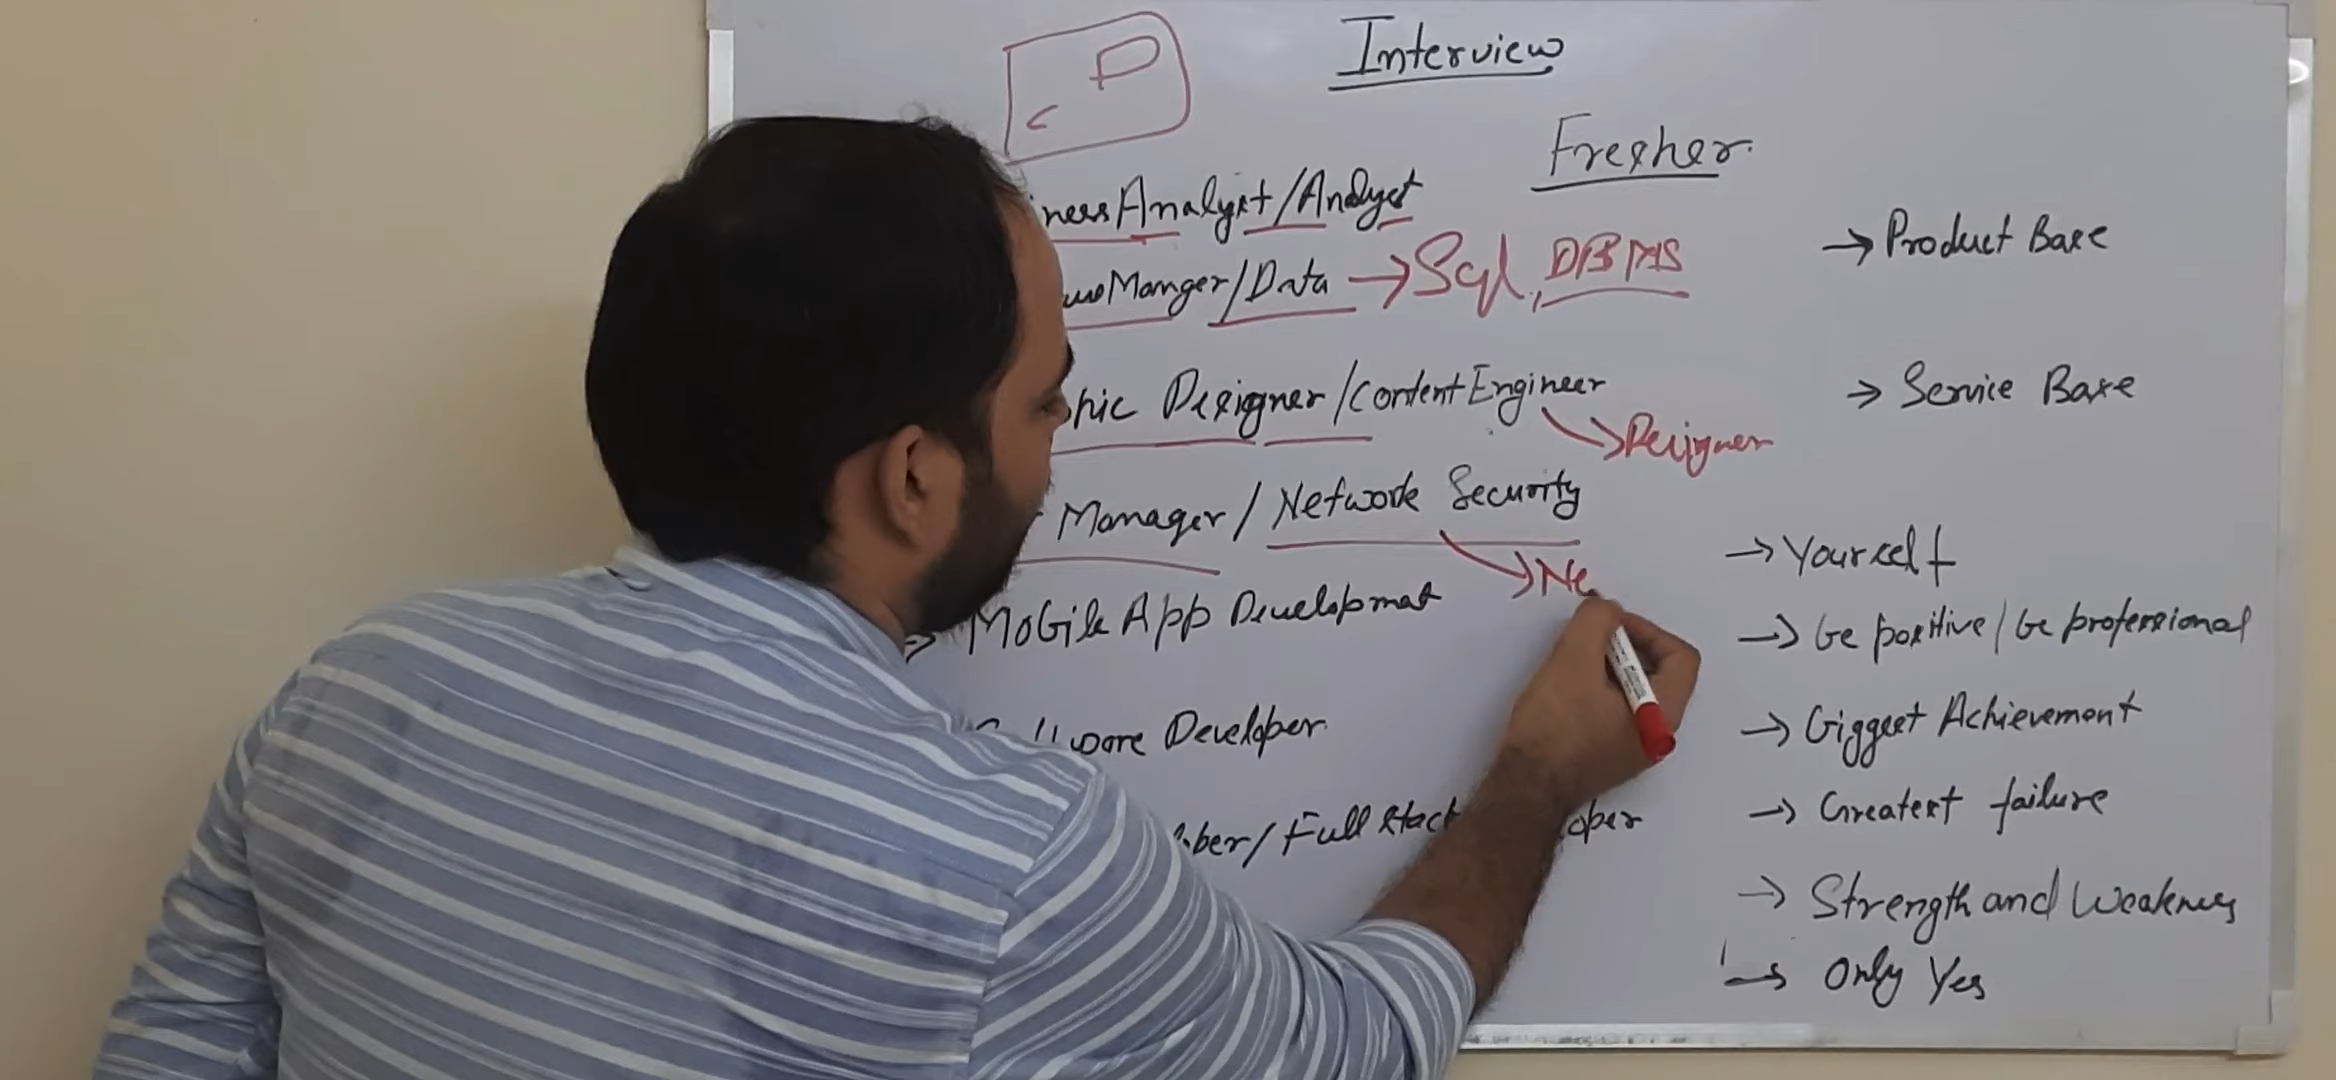 Interview
Fresher
iness Analyst/Analyst
Manger/Data → Sql, DBMS
hic Designer/Content Engineer
→ Designer
Manager/Network Security
→ Ne
→ Mobile App Developmat
ware Developer
ber/Full Stack oper
→ Product Base
→ Service Base
→ Yourself
→ be positive/be professional
→ biggest Achievement
→ Greatest failure
→ Strength and Weakness
→ Only Yes